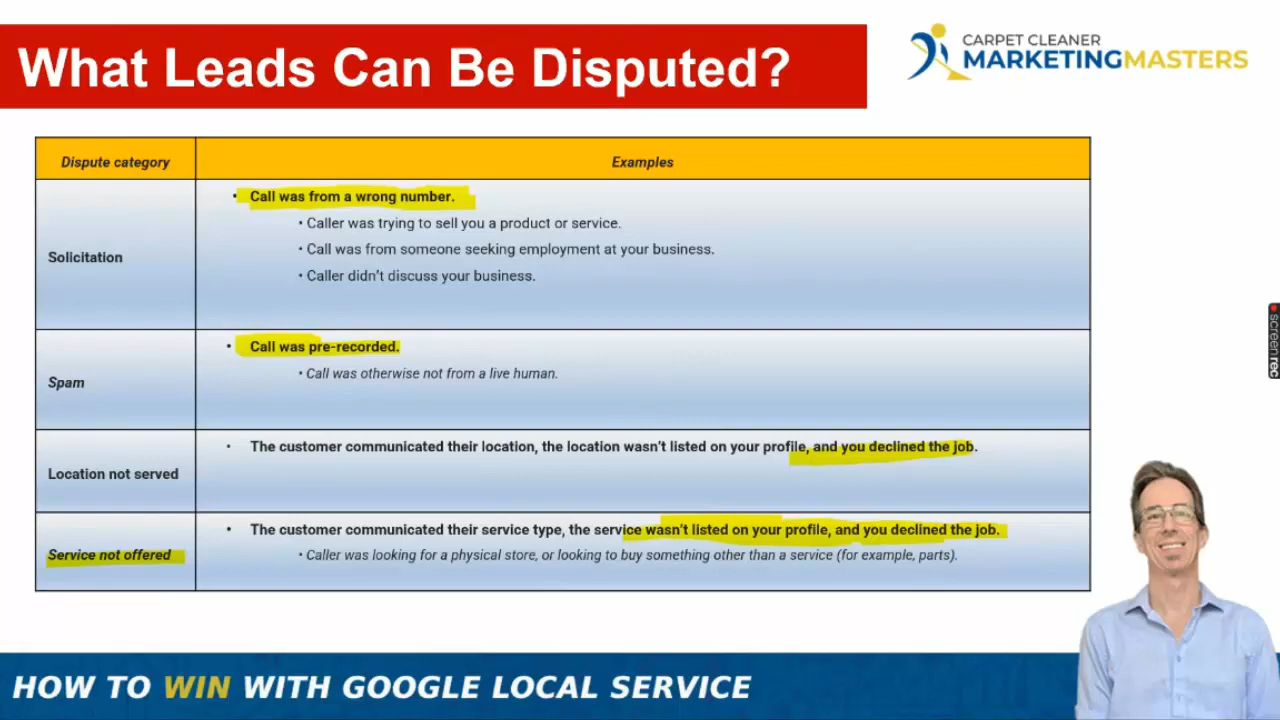 What Leads Can Be Disputed?
CARPET CLEANER
MARKETINGMASTERS
Dispute category
Examples
Solicitation
• Call was from a wrong number.
• Caller was trying to sell you a product or service.
• Call was from someone seeking employment at your business.
• Caller didn't discuss your business.
Spam
• Call was pre-recorded.
• Call was otherwise not from a live human.
Location not served
• The customer communicated their location, the location wasn't listed on your profile, and you declined the job.
Service not offered
• The customer communicated their service type, the service wasn't listed on your profile, and you declined the job.
• Caller was looking for a physical store, or looking to buy something other than a service (for example, parts).
screenrec
HOW TO WIN WITH GOOGLE LOCAL SERVICE